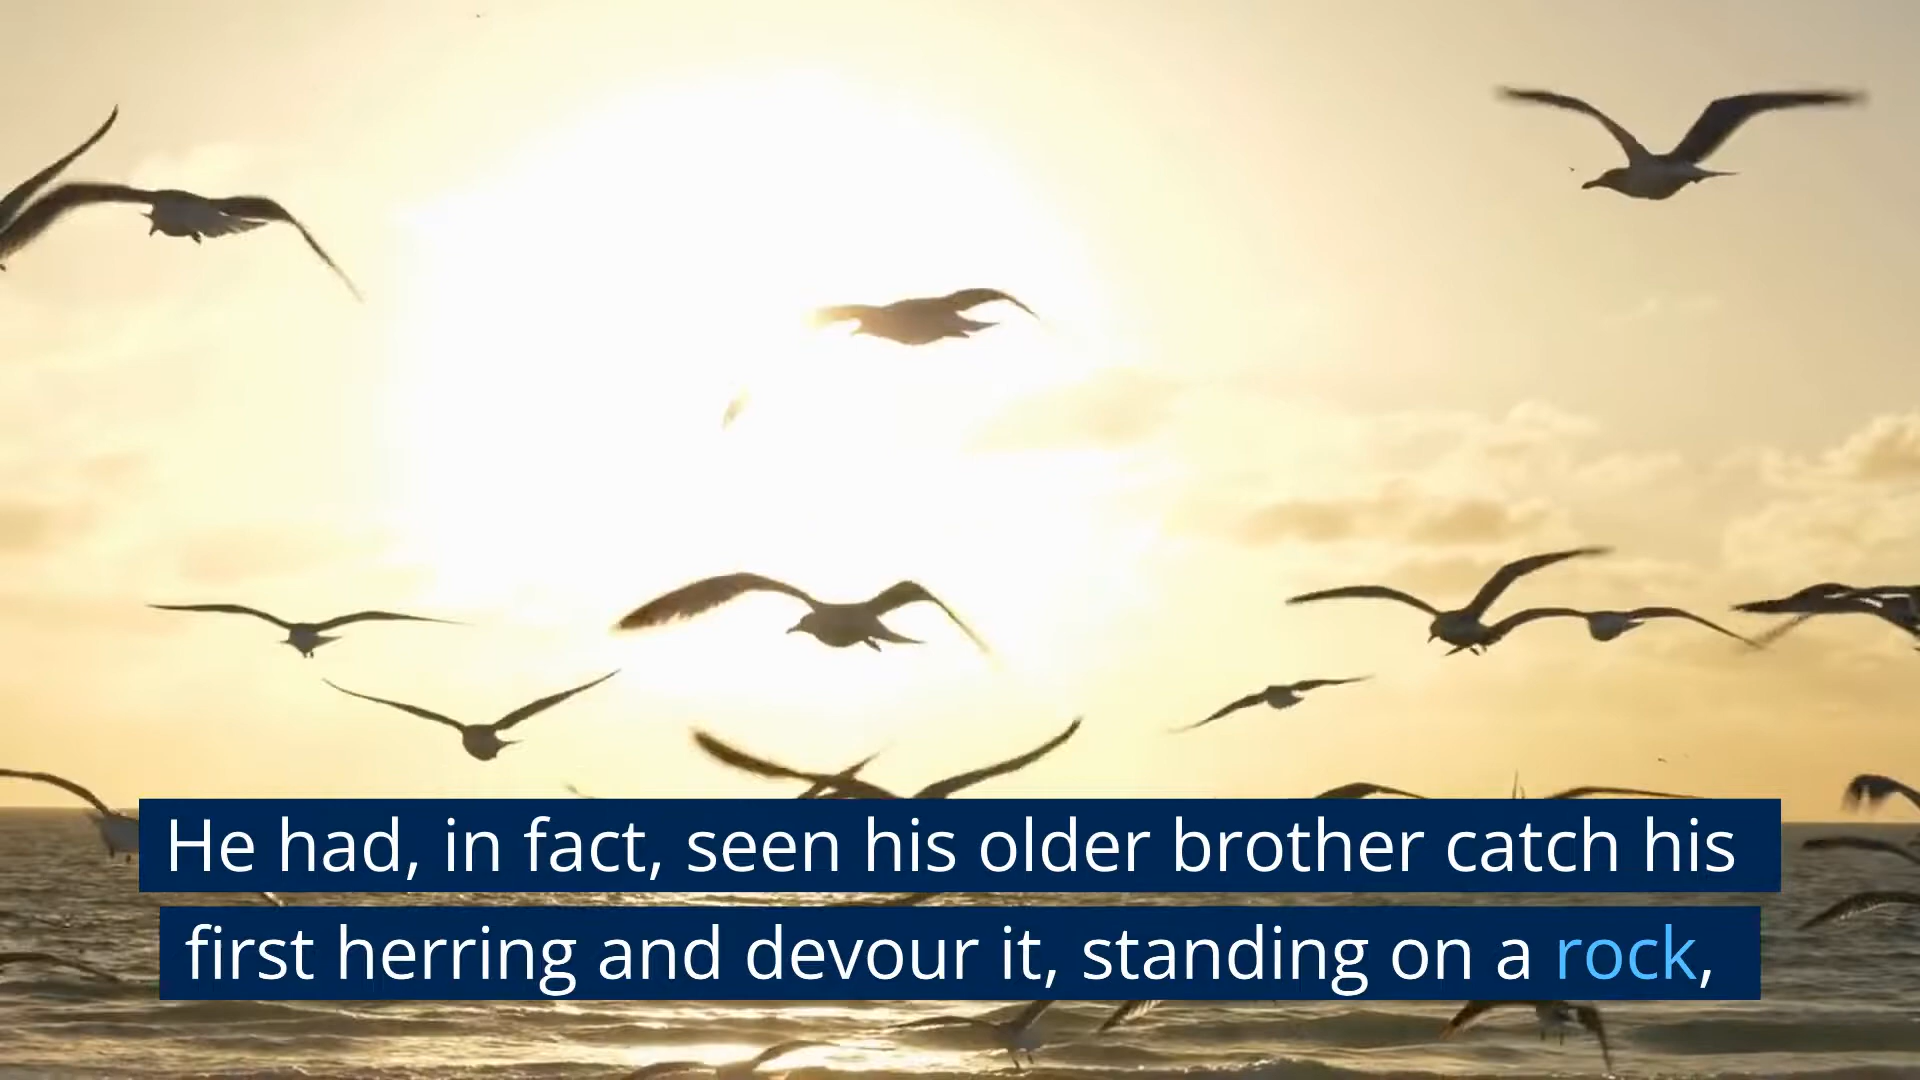 He had, in fact, seen his older brother catch his
first herring and devour it, standing on a rock,